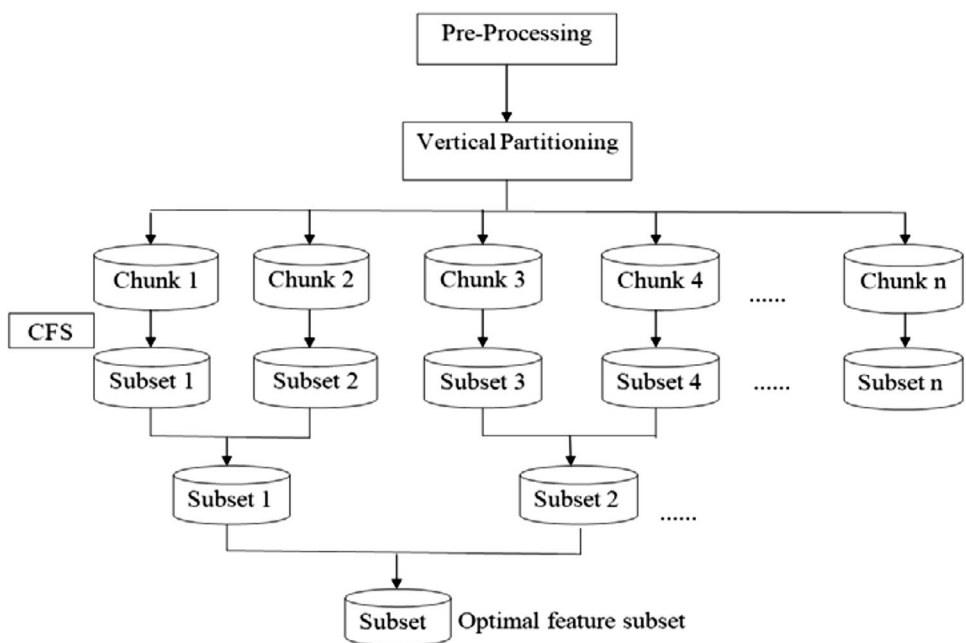 Pre-Processing
Vertical Partitioning
Chunk 1 Chunk 2 Chunk 3 Chunk 4 ...... Chunk n
CFS
Subset 1 Subset 2 Subset 3 Subset 4 ...... Subset n
Subset 1 Subset 2 ......
Subset Optimal feature subset